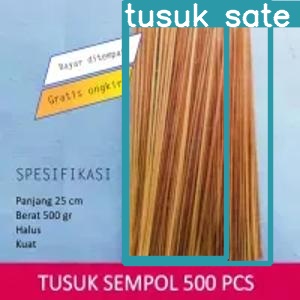 tusuk sate
Bayar ditempat
Gratis ongkir
SPESIFIKASI
Panjang 25 cm
Berat 500 gr
Halus
Kuat
TUSUK SEMPOL 500 PCS